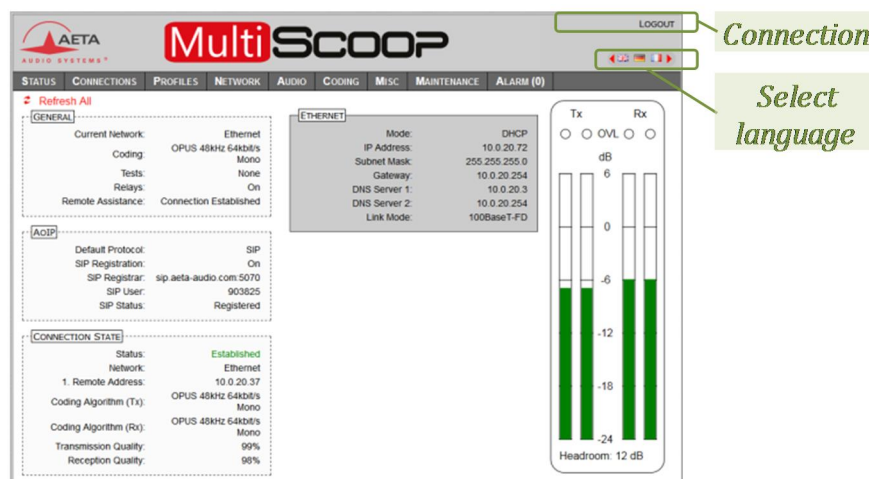 AETA
AUDIO SYSTEMS
MultiScoop
LOGOUT
Connection
Select
language
STATUS CONNECTIONS PROFILES NETWORK AUDIO CODING MISC MAINTENANCE ALARM (0)
Refresh All
GENERAL
Current Network: Ethernet
Coding: OPUS 48kHz 64kbit/s
Mono
Tests: None
Relays: On
Remote Assistance: Connection Established
AOIP
Default Protocol: SIP
SIP Registration: On
SIP Registrar: sip.aeta-audio.com:5070
SIP User: 903825
SIP Status: Registered
CONNECTION STATE
Status: Established
Network: Ethernet
1. Remote Address: 10.0.20.37
Coding Algorithm (Tx): OPUS 48kHz 64kbit/s
Mono
Coding Algorithm (Rx): OPUS 48kHz 64kbit/s
Mono
Transmission Quality: 99%
Reception Quality: 98%
ETHERNET
Mode: DHCP
IP Address: 10.0.20.72
Subnet Mask: 255.255.255.0
Gateway: 10.0.20.254
DNS Server 1: 10.0.20.3
DNS Server 2: 10.0.20.254
Link Mode: 100BaseT-FD
Tx Rx
OVL
dB
6
0
-6
-12
-18
-24
Headroom: 12 dB